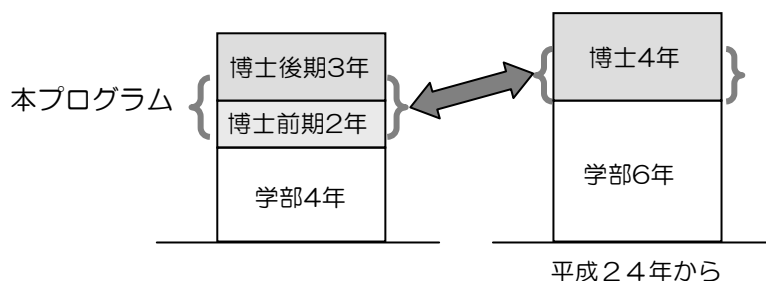 本プログラム
博士後期3年
博士前期2年
学部4年
博士4年
学部6年
平成２４年から